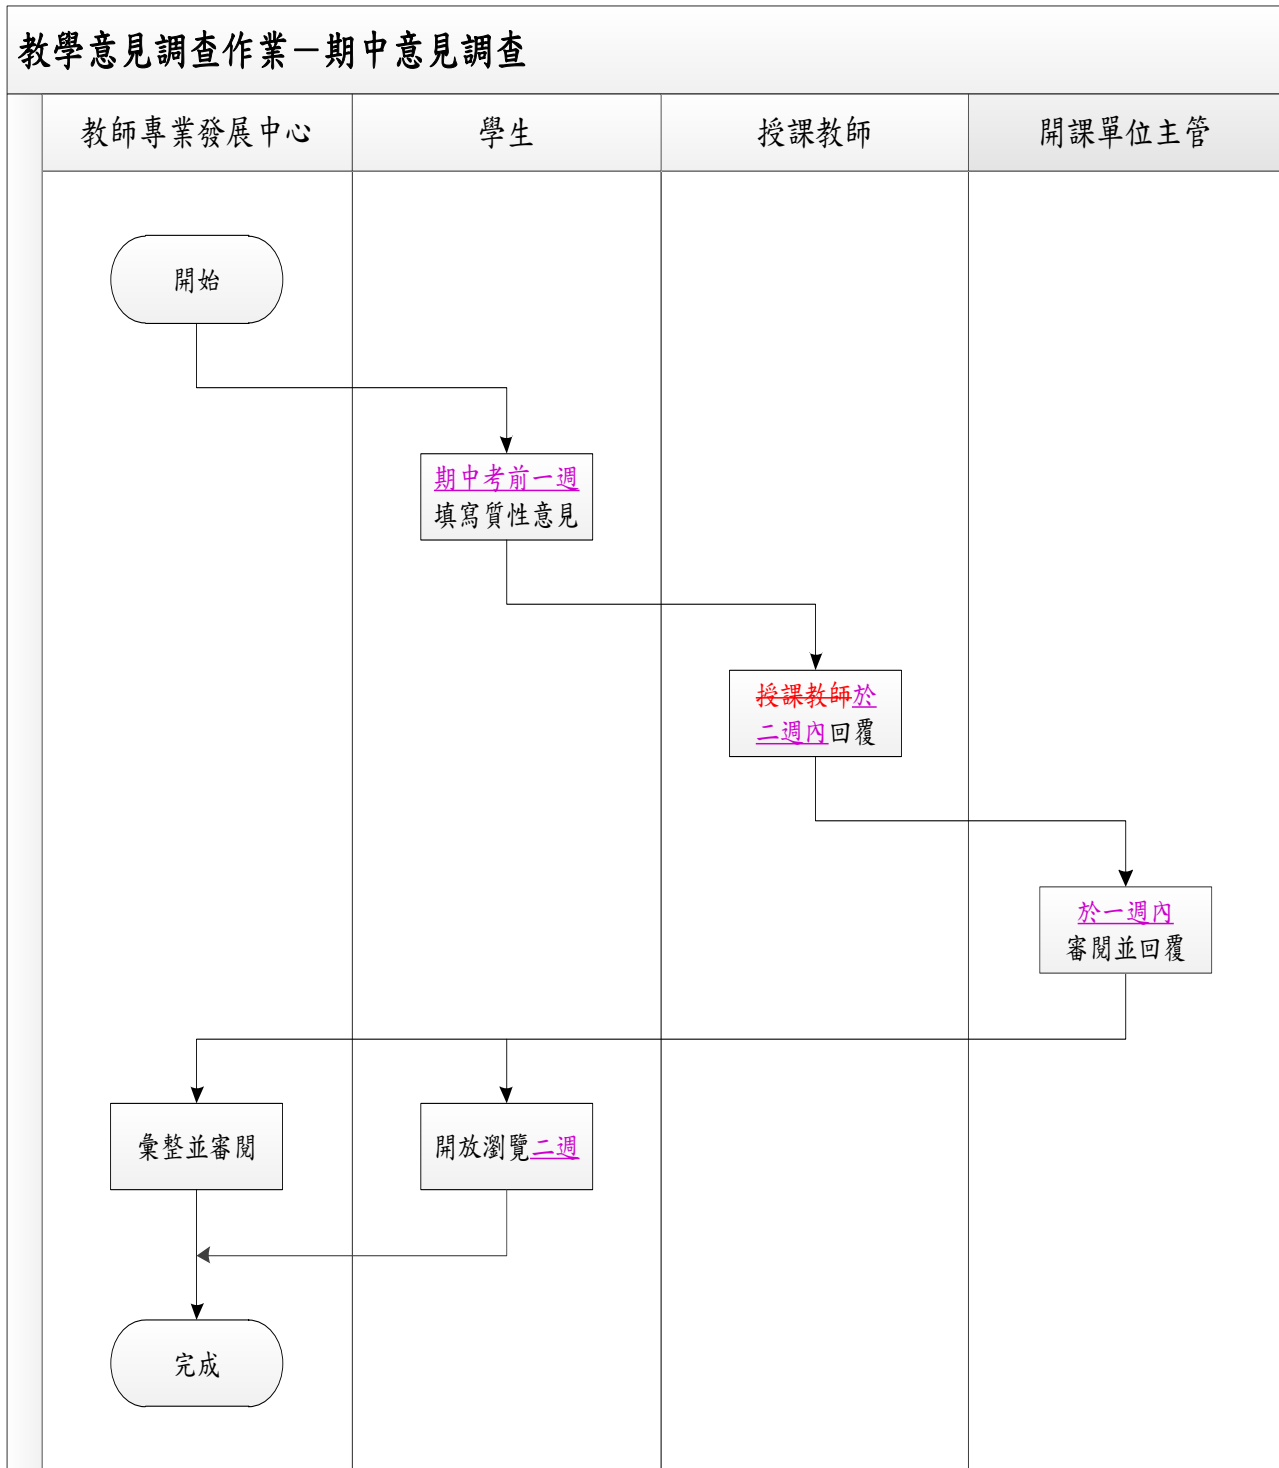 教學意見調查作業－期中意見調查
教師專業發展中心
學生
授課教師
開課單位主管
開始
期中考前一週
填寫質性意見
授課教師於
二週內回覆
於一週內
審閱並回覆
彙整並審閱
開放瀏覽二週
完成